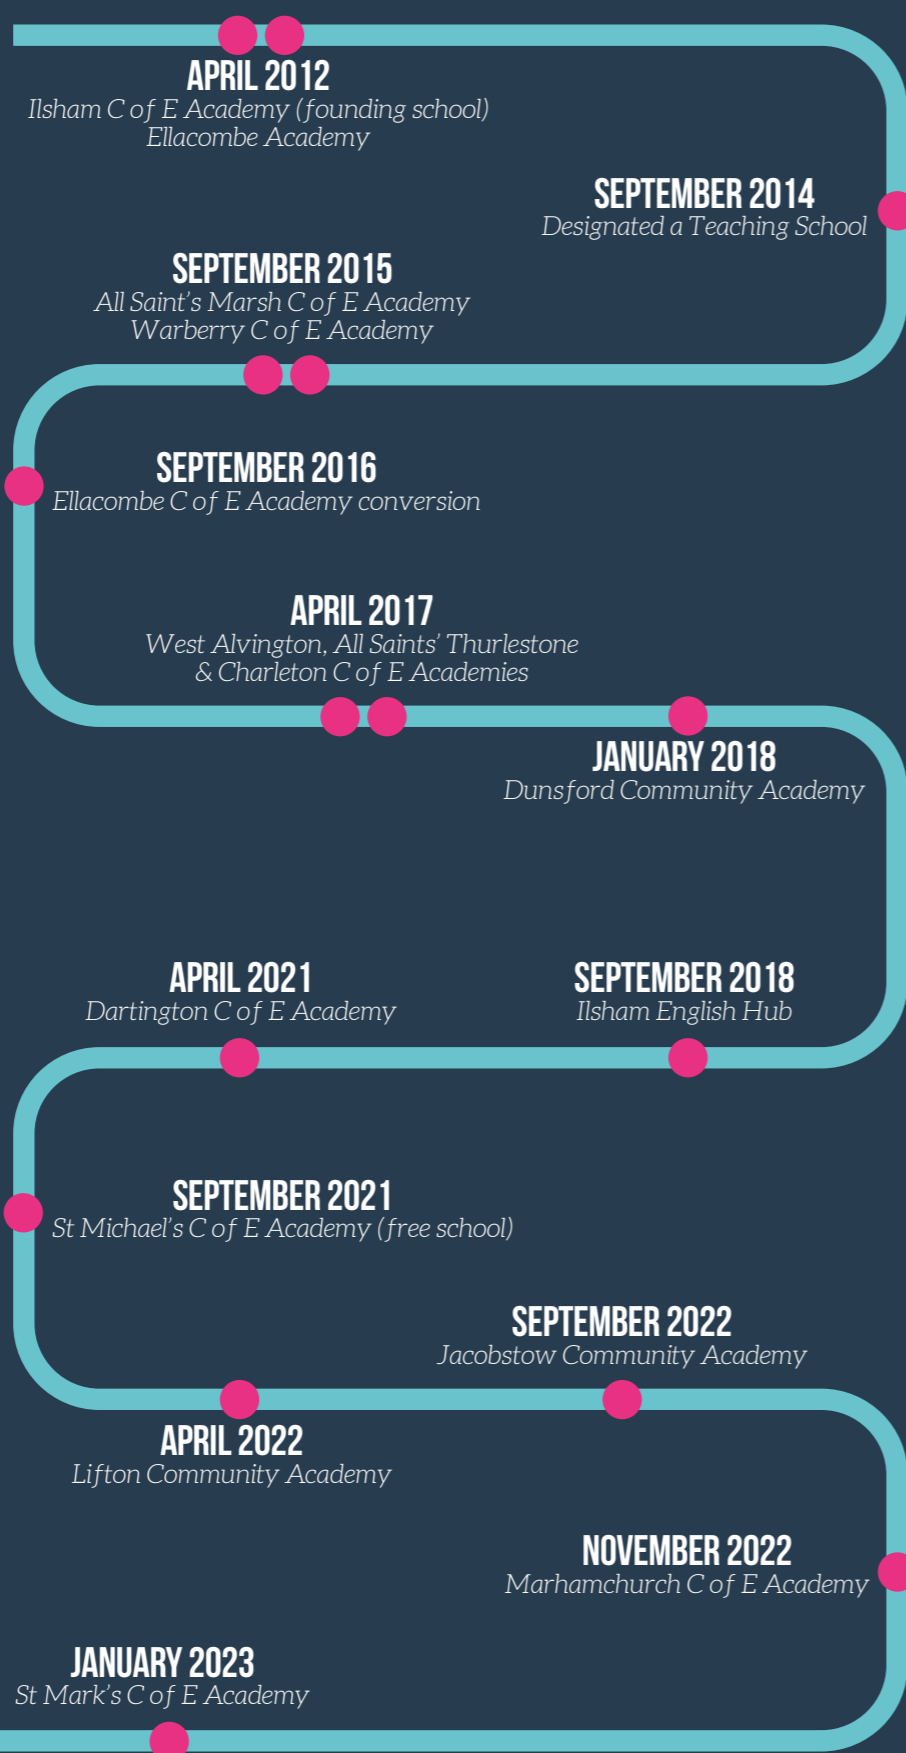 APRIL 2012
Ilsham C of E Academy (founding school)
Ellacombe Academy
SEPTEMBER 2014
Designated a Teaching School
SEPTEMBER 2015
All Saint's Marsh C of E Academy
Warberry C of E Academy
SEPTEMBER 2016
Ellacombe C of E Academy conversion
APRIL 2017
West Alvington, All Saints' Thurlestone
& Charleton C of E Academies
JANUARY 2018
Dunsford Community Academy
SEPTEMBER 2018
Ilsham English Hub
APRIL 2021
Dartington C of E Academy
SEPTEMBER 2021
St Michael's C of E Academy (free school)
APRIL 2022
Lifton Community Academy
SEPTEMBER 2022
Jacobstow Community Academy
NOVEMBER 2022
Marhamchurch C of E Academy
JANUARY 2023
St Mark's C of E Academy